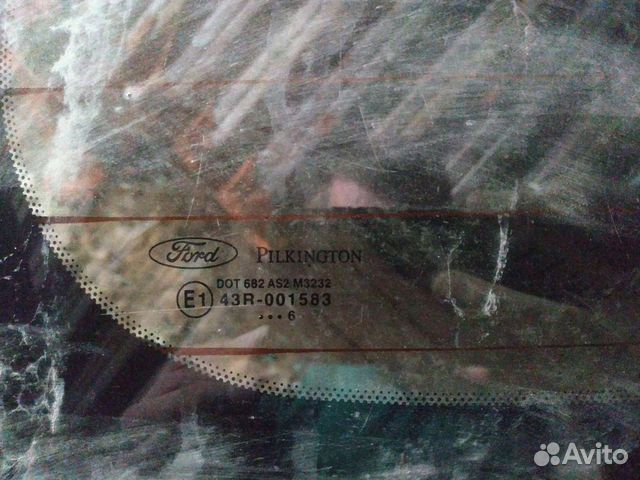 Ford PILKINGTON
DOT 682 AS2 M3232
E1 43R-001583
●●● 6
Avito